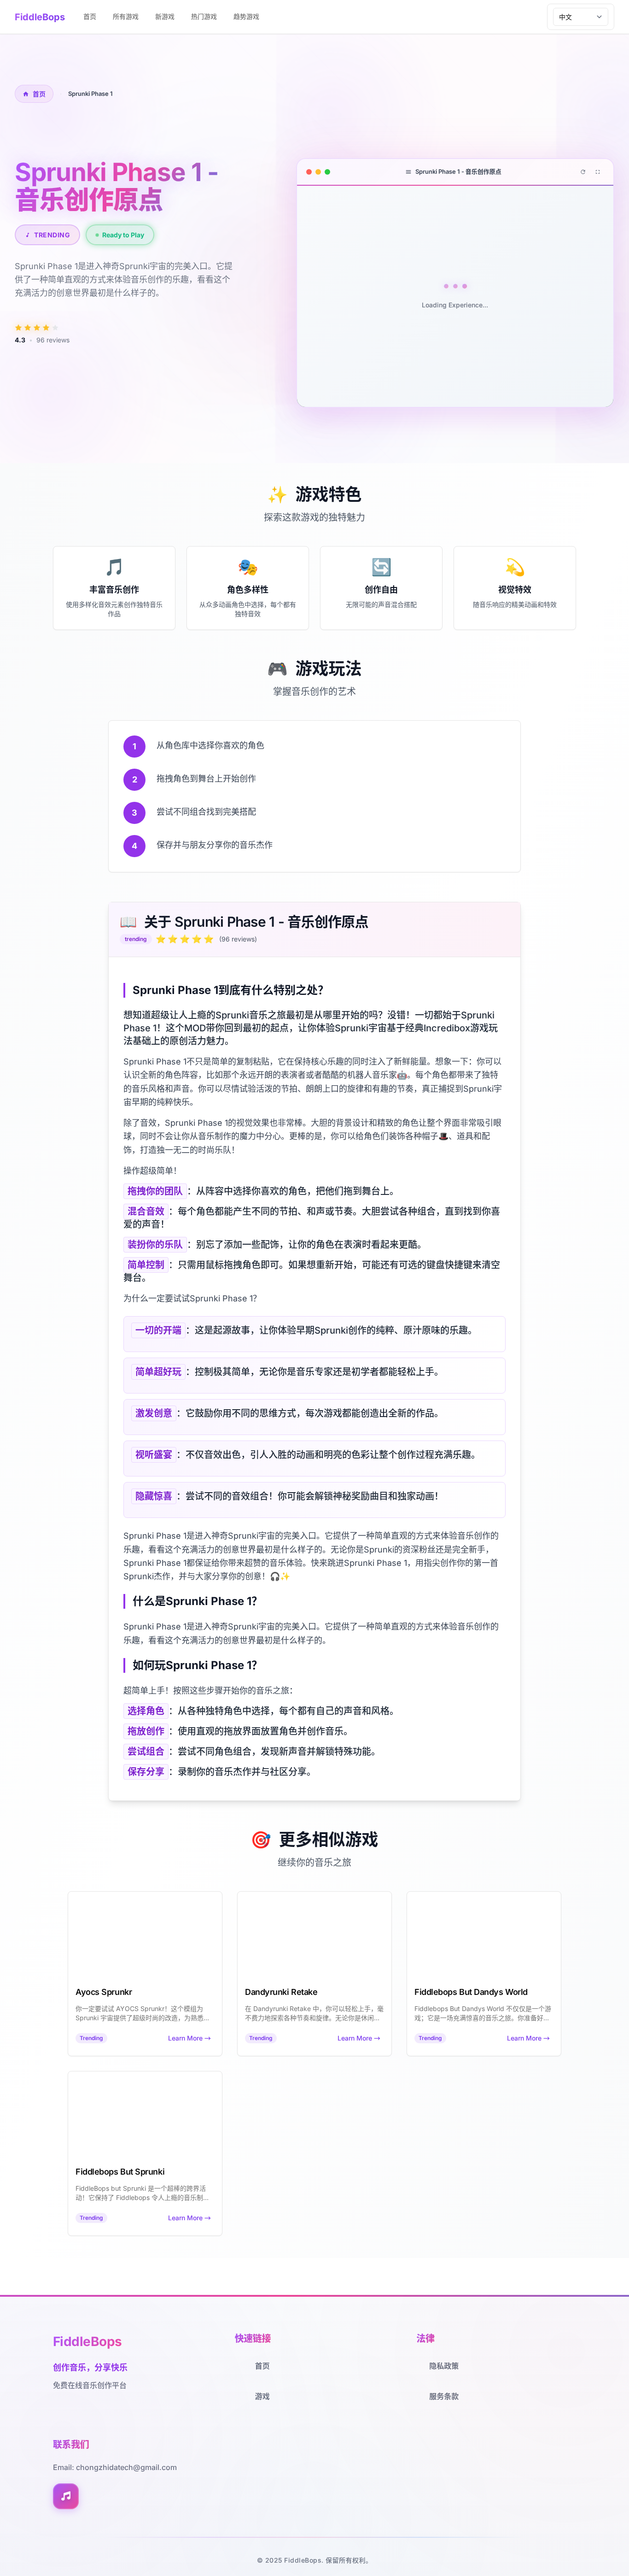 FiddleBops
首页
所有游戏
新游戏
热门游戏
趋势游戏
中文
首页
Sprunki Phase 1
Sprunki Phase 1 -
音乐创作原点
TRENDING
Ready to Play
Sprunki Phase 1是进入神奇Sprunki宇宙的完美入口。它提
供了一种简单直观的方式来体验音乐创作的乐趣，看看这个
充满活力的创意世界最初是什么样子的。
4.3 · 96 reviews
Sprunki Phase 1 - 音乐创作原点
Loading Experience...
✨ 游戏特色
探索这款游戏的独特魅力
🎵
丰富音乐创作
使用多样化音效元素创作独特音乐
作品
🎭
角色多样性
从众多动画角色中选择，每个都有
独特音效
🔄
创作自由
无限可能的声音混合搭配
💫
视觉特效
随音乐响应的精美动画和特效
🎮 游戏玩法
掌握音乐创作的艺术
1 从角色库中选择你喜欢的角色
2 拖拽角色到舞台上开始创作
3 尝试不同组合找到完美搭配
4 保存并与朋友分享你的音乐杰作
📖 关于 Sprunki Phase 1 - 音乐创作原点
trending ⭐⭐⭐⭐⭐ (96 reviews)
Sprunki Phase 1到底有什么特别之处？
想知道超级让人上瘾的Sprunki音乐之旅最初是从哪里开始的吗？没错！一切都始于Sprunki
Phase 1！这个MOD带你回到最初的起点，让你体验Sprunki宇宙基于经典Incredibox游戏玩
法基础上的原创活力魅力。
Sprunki Phase 1不只是简单的复制粘贴，它在保持核心乐趣的同时注入了新鲜能量。想象一下：你可以
认识全新的角色阵容，比如那个永远开朗的表演者或者酷酷的机器人音乐家🤖。每个角色都带来了独特
的音乐风格和声音。你可以尽情试验活泼的节拍、朗朗上口的旋律和有趣的节奏，真正捕捉到Sprunki宇
宙早期的纯粹快乐。
除了音效，Sprunki Phase 1的视觉效果也非常棒。大胆的背景设计和精致的角色让整个界面非常吸引眼
球，同时不会让你从音乐制作的魔力中分心。更棒的是，你可以给角色们装饰各种帽子🎩、道具和配
饰，打造独一无二的时尚乐队！
操作超级简单！
拖拽你的团队：从阵容中选择你喜欢的角色，把他们拖到舞台上。
混合音效：每个角色都能产生不同的节拍、和声或节奏。大胆尝试各种组合，直到找到你喜
爱的声音！
装扮你的乐队：别忘了添加一些配饰，让你的角色在表演时看起来更酷。
简单控制：只需用鼠标拖拽角色即可。如果想重新开始，可能还有可选的键盘快捷键来清空
舞台。
为什么一定要试试Sprunki Phase 1？
一切的开端：这是起源故事，让你体验早期Sprunki创作的纯粹、原汁原味的乐趣。
简单超好玩：控制极其简单，无论你是音乐专家还是初学者都能轻松上手。
激发创意：它鼓励你用不同的思维方式，每次游戏都能创造出全新的作品。
视听盛宴：不仅音效出色，引人入胜的动画和明亮的色彩让整个创作过程充满乐趣。
隐藏惊喜：尝试不同的音效组合！你可能会解锁神秘奖励曲目和独家动画！
Sprunki Phase 1是进入神奇Sprunki宇宙的完美入口。它提供了一种简单直观的方式来体验音乐创作的
乐趣，看看这个充满活力的创意世界最初是什么样子的。无论你是Sprunki的资深粉丝还是完全新手，
Sprunki Phase 1都保证给你带来超赞的音乐体验。快来跳进Sprunki Phase 1，用指尖创作你的第一首
Sprunki杰作，并与大家分享你的创意！🎧✨
什么是Sprunki Phase 1？
Sprunki Phase 1是进入神奇Sprunki宇宙的完美入口。它提供了一种简单直观的方式来体验音乐创作的
乐趣，看看这个充满活力的创意世界最初是什么样子的。
如何玩Sprunki Phase 1？
超简单上手！按照这些步骤开始你的音乐之旅：
选择角色：从各种独特角色中选择，每个都有自己的声音和风格。
拖放创作：使用直观的拖放界面放置角色并创作音乐。
尝试组合：尝试不同角色组合，发现新声音并解锁特殊功能。
保存分享：录制你的音乐杰作并与社区分享。
🎯 更多相似游戏
继续你的音乐之旅
Ayocs Sprunkr
你一定要试试 AYOCS Sprunkr！这个模组为
Sprunki 宇宙提供了超级时尚的改造，为熟悉...
Trending
Learn More →
Dandyrunki Retake
在 Dandyrunki Retake 中，你可以轻松上手，毫
不费力地探索各种节奏和旋律。无论你是休闲...
Trending
Learn More →
Fiddlebops But Dandys World
Fiddlebops But Dandys World 不仅仅是一个游
戏；它是一场充满惊喜的音乐之旅。你准备好...
Trending
Learn More →
Fiddlebops But Sprunki
FiddleBops but Sprunki 是一个超棒的跨界活
动！它保持了 Fiddlebops 令人上瘾的音乐制...
Trending
Learn More →
FiddleBops
创作音乐，分享快乐
免费在线音乐创作平台
快速链接
首页
游戏
法律
隐私政策
服务条款
联系我们
Email: chongzhidatech@gmail.com
© 2025 FiddleBops. 保留所有权利。